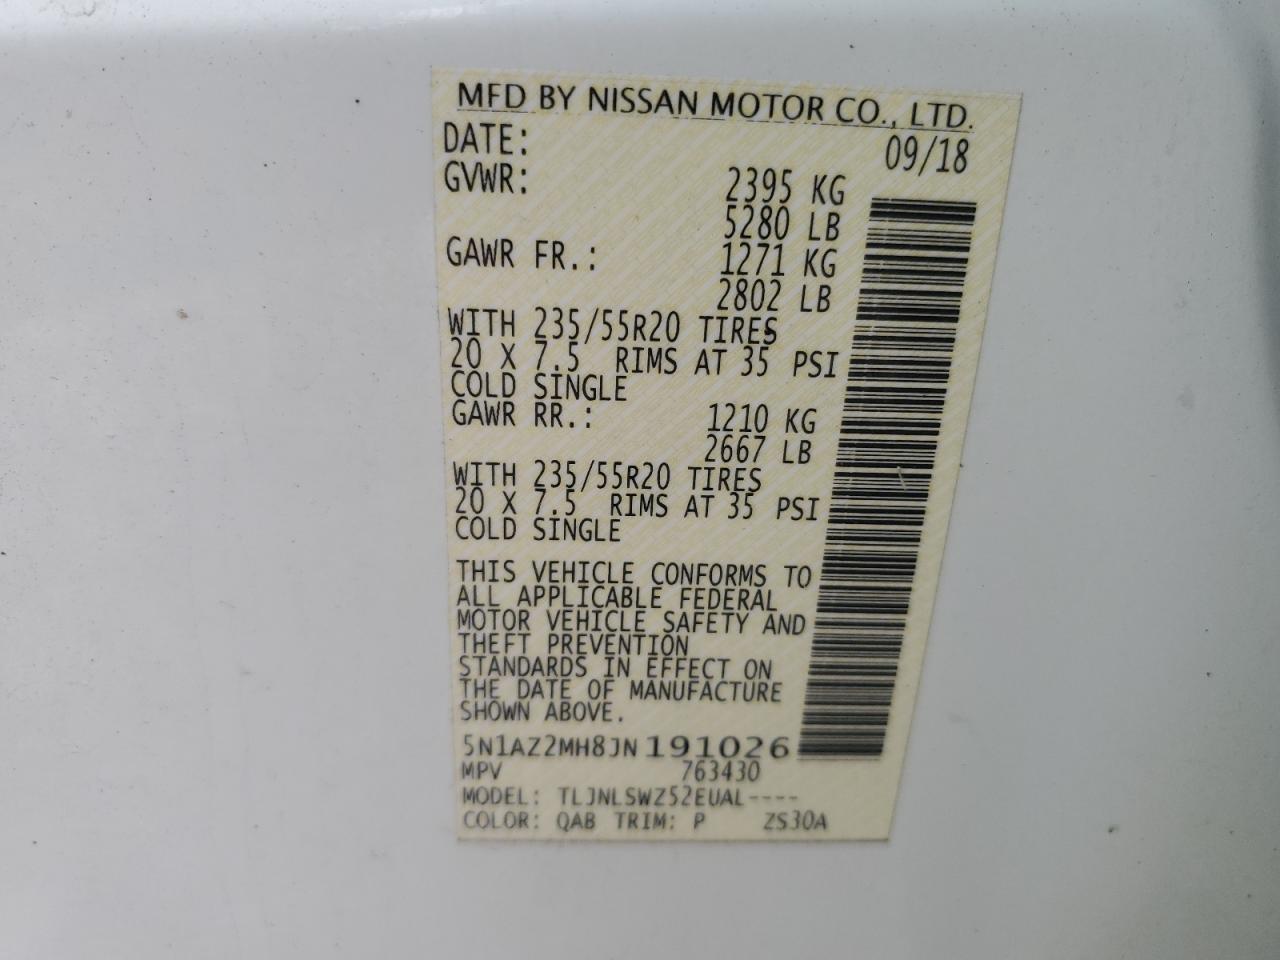 MFD BY NISSAN MOTOR CO., LTD.
DATE: 09/18
GVWR: 2395 KG
5280 LB
GAWR FR.: 1271 KG
2802 LB
WITH 235/55R20 TIRES
20 X 7.5 RIMS AT 35 PSI
COLD SINGLE
GAWR RR.: 1210 KG
2667 LB
WITH 235/55R20 TIRES
20 X 7.5 RIMS AT 35 PSI
COLD SINGLE
THIS VEHICLE CONFORMS TO
ALL APPLICABLE FEDERAL
MOTOR VEHICLE SAFETY AND
THEFT PREVENTION
STANDARDS IN EFFECT ON
THE DATE OF MANUFACTURE
SHOWN ABOVE.
5N1AZ2MH8JN191026
MPV 763430
MODEL: TLJNLSWZ52EUAL----
COLOR: QAB TRIM: P ZS30A